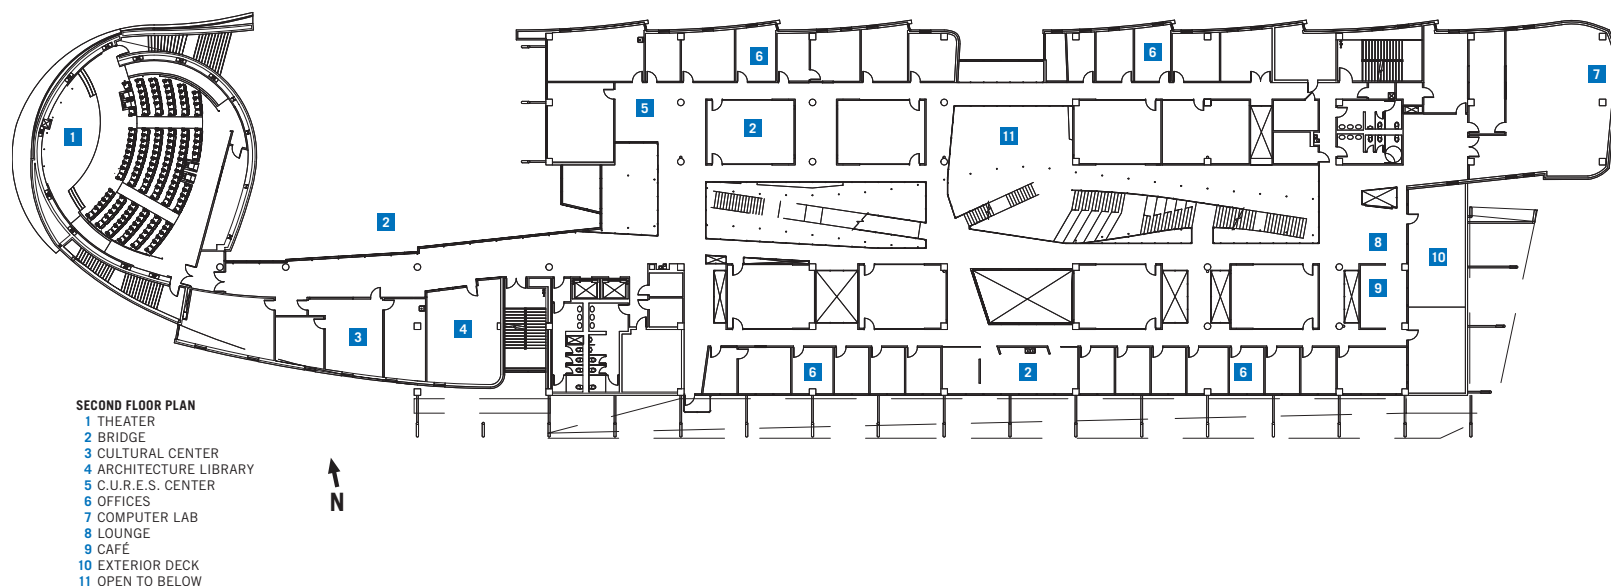 6
6
7
5
2
11
1
2
8
10
9
3
4
6
2
6
SECOND FLOOR PLAN
1 THEATER
2 BRIDGE
3 CULTURAL CENTER
4 ARCHITECTURE LIBRARY
5 C.U.R.E.S. CENTER
6 OFFICES
7 COMPUTER LAB
8 LOUNGE
9 CAFÉ
10 EXTERIOR DECK
11 OPEN TO BELOW
N